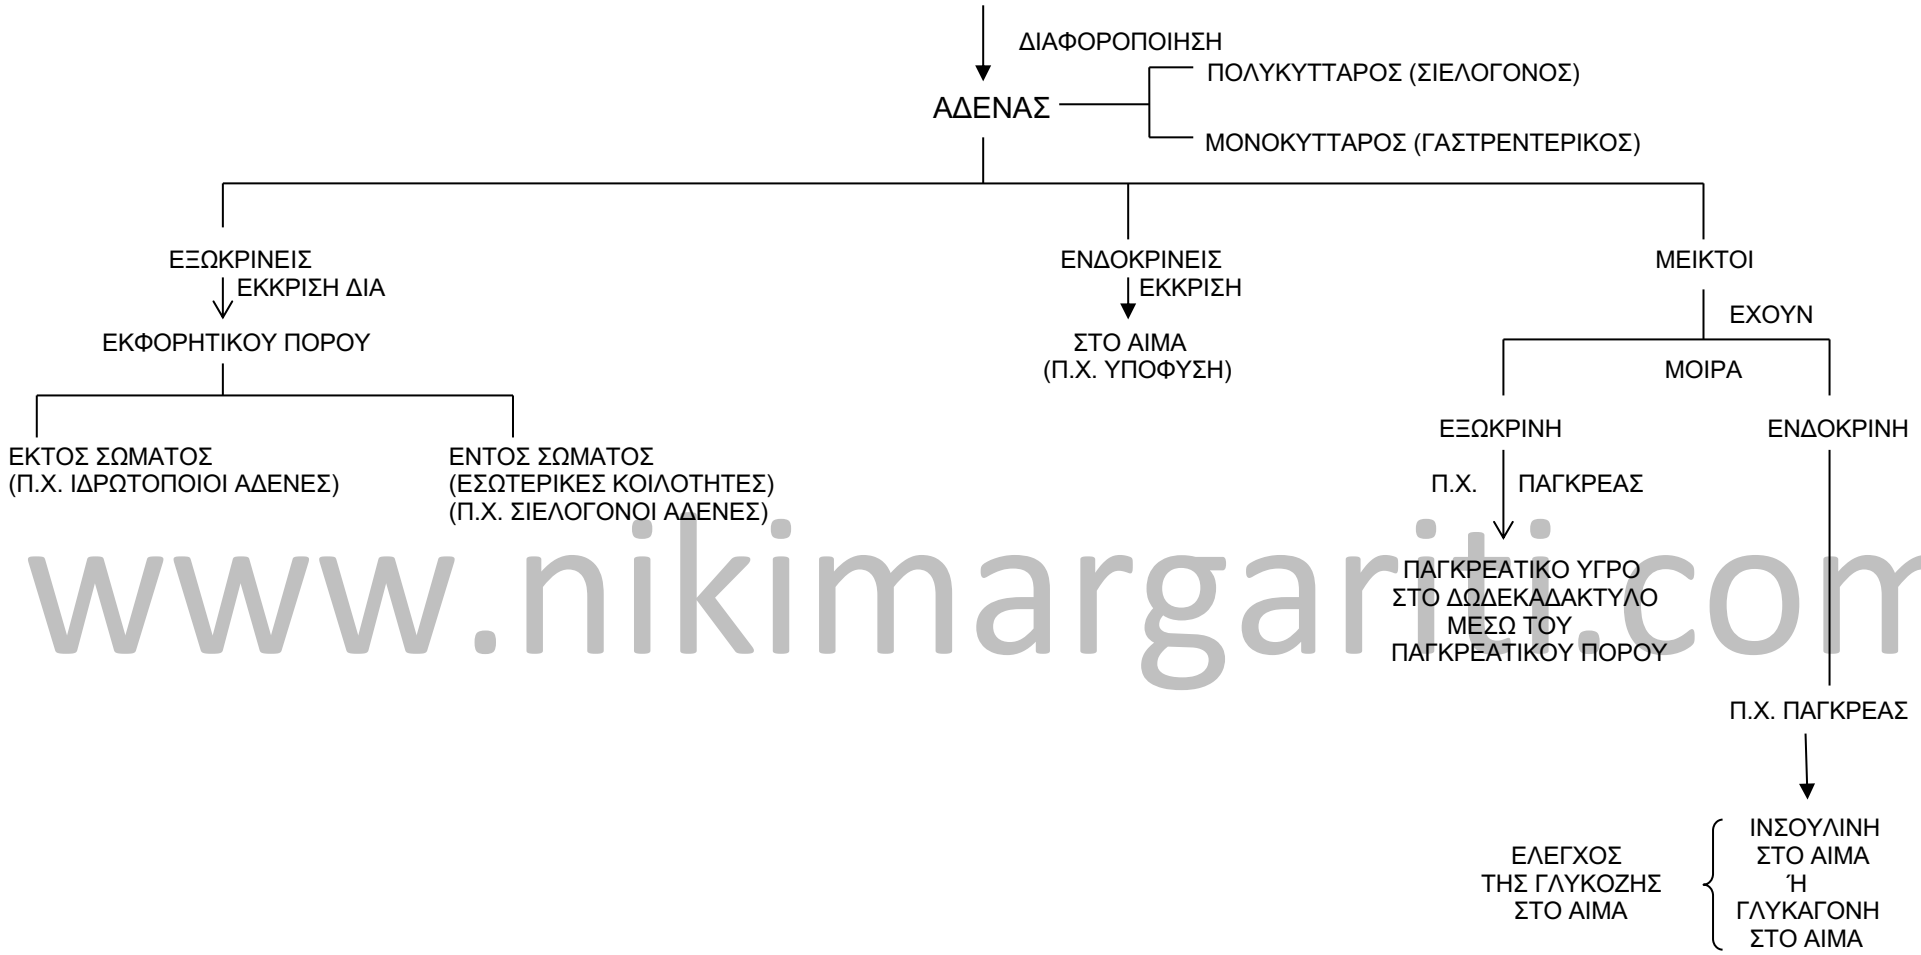 ΔΙΑΦΟΡΟΠΟΙΗΣΗ
ΠΟΛΥΚΥΤΤΑΡΟΣ (ΣΙΕΛΟΓΟΝΟΣ)
ΑΔΕΝΑΣ
ΜΟΝΟΚΥΤΤΑΡΟΣ (ΓΑΣΤΡΕΝΤΕΡΙΚΟΣ)
ΕΞΩΚΡΙΝΕΙΣ
ΕΚΚΡΙΣΗ ΔΙΑ
ΕΚΦΟΡΗΤΙΚΟΥ ΠΟΡΟΥ
ΕΚΤΟΣ ΣΩΜΑΤΟΣ
(Π.Χ. ΙΔΡΩΤΟΠΟΙΟΙ ΑΔΕΝΕΣ)
ΕΝΤΟΣ ΣΩΜΑΤΟΣ
(ΕΣΩΤΕΡΙΚΕΣ ΚΟΙΛΟΤΗΤΕΣ)
(Π.Χ. ΣΙΕΛΟΓΟΝΟΙ ΑΔΕΝΕΣ)
ΕΝΔΟΚΡΙΝΕΙΣ
ΕΚΚΡΙΣΗ
ΣΤΟ ΑΙΜΑ
(Π.Χ. ΥΠΟΦΥΣΗ)
ΜΕΙΚΤΟΙ
ΕΧΟΥΝ
ΜΟΙΡΑ
ΕΞΩΚΡΙΝΗ
Π.Χ. ΠΑΓΚΡΕΑΣ
ΠΑΓΚΡΕΑΤΙΚΟ ΥΓΡΟ
ΣΤΟ ΔΩΔΕΚΑΔΑΚΤΥΛΟ
ΜΕΣΩ ΤΟΥ
ΠΑΓΚΡΕΑΤΙΚΟΥ ΠΟΡΟΥ
ΕΝΔΟΚΡΙΝΗ
Π.Χ. ΠΑΓΚΡΕΑΣ
ΙΝΣΟΥΛΙΝΗ
ΣΤΟ ΑΙΜΑ
Ή
ΓΛΥΚΑΓΟΝΗ
ΣΤΟ ΑΙΜΑ
ΕΛΕΓΧΟΣ
ΤΗΣ ΓΛΥΚΟΖΗΣ
ΣΤΟ ΑΙΜΑ
www.nikimargariti.com